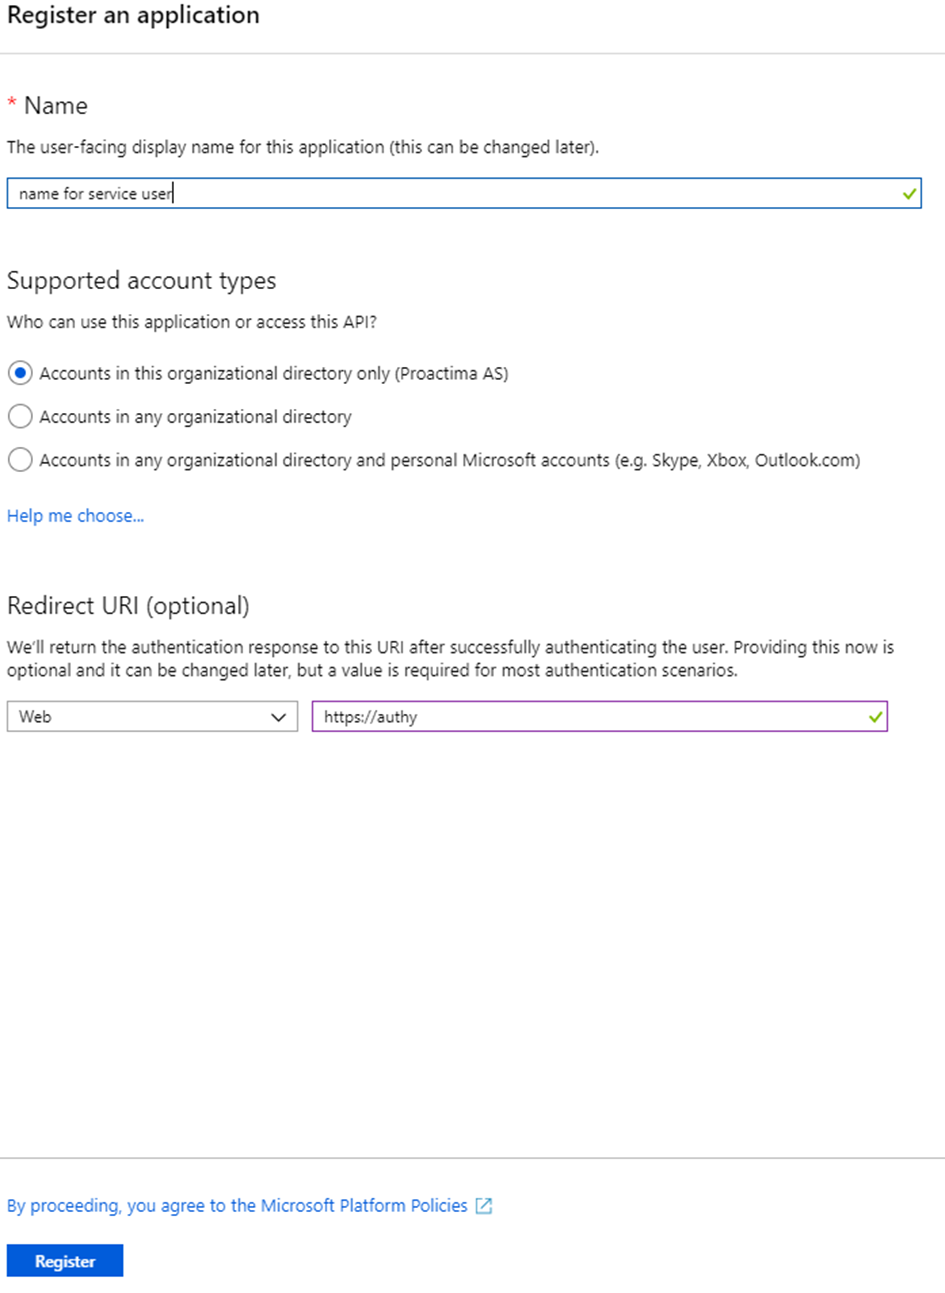 Register an application
* Name
The user-facing display name for this application (this can be changed later).
name for service user
Supported account types
Who can use this application or access this API?
Accounts in this organizational directory only (Proactima AS)
Accounts in any organizational directory
Accounts in any organizational directory and personal Microsoft accounts (e.g. Skype, Xbox, Outlook.com)
Help me choose...
Redirect URI (optional)
We'll return the authentication response to this URI after successfully authenticating the user. Providing this now is
optional and it can be changed later, but a value is required for most authentication scenarios.
Web
https://authy
By proceeding, you agree to the Microsoft Platform Policies
Register